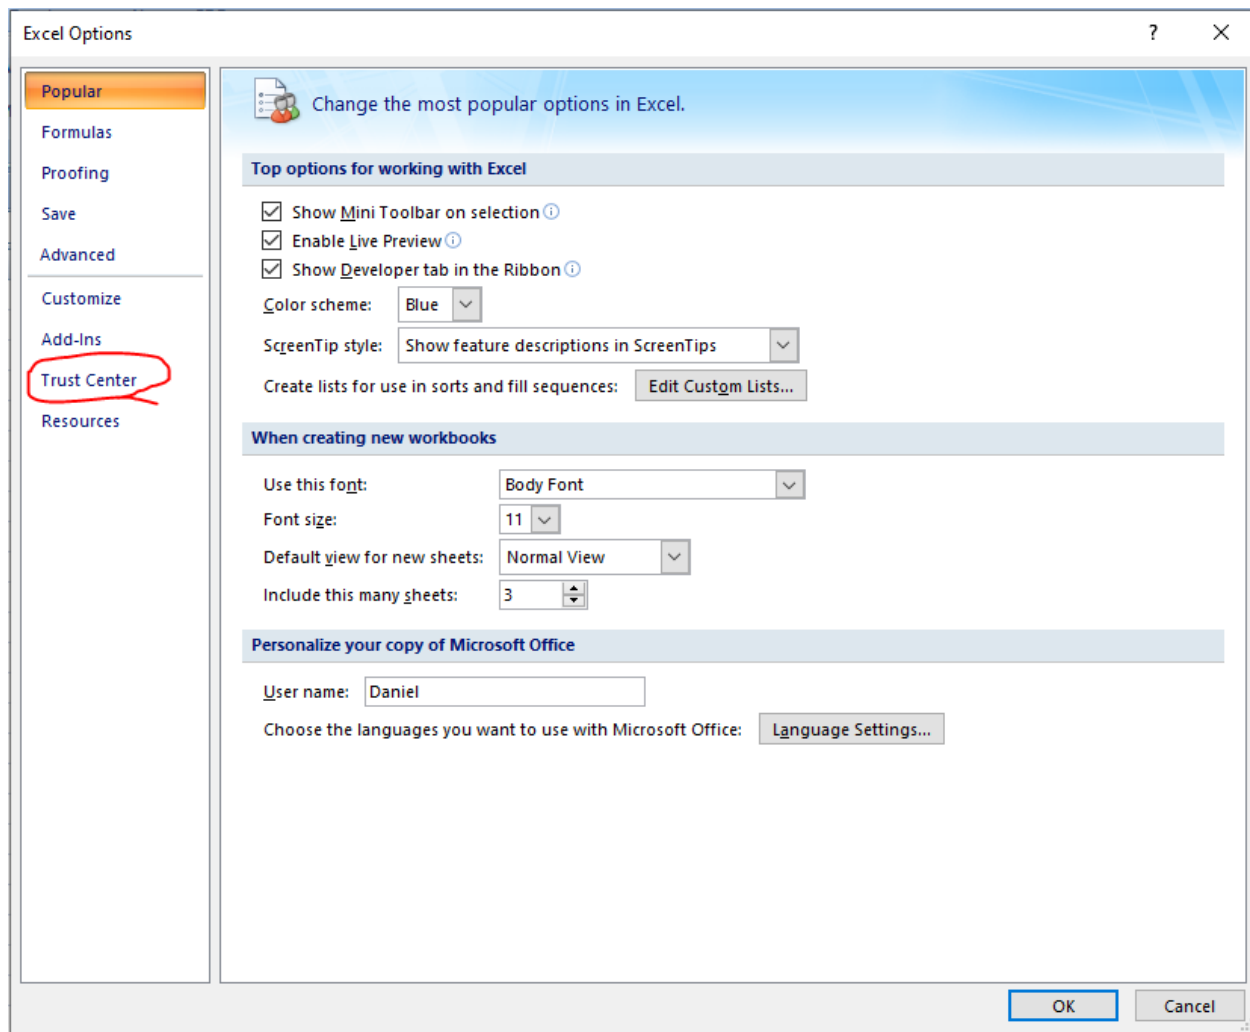 Excel Options ?
Popular
Formulas
Proofing
Save
Advanced
Customize
Add-Ins
Trust Center
Resources
Change the most popular options in Excel.
Top options for working with Excel
Show Mini Toolbar on selection
Enable Live Preview
Show Developer tab in the Ribbon
Color scheme: Blue
ScreenTip style: Show feature descriptions in ScreenTips
Create lists for use in sorts and fill sequences: Edit Custom Lists...
When creating new workbooks
Use this font: Body Font
Font size: 11
Default view for new sheets: Normal View
Include this many sheets: 3
Personalize your copy of Microsoft Office
User name: Daniel
Choose the languages you want to use with Microsoft Office: Language Settings...
OK Cancel